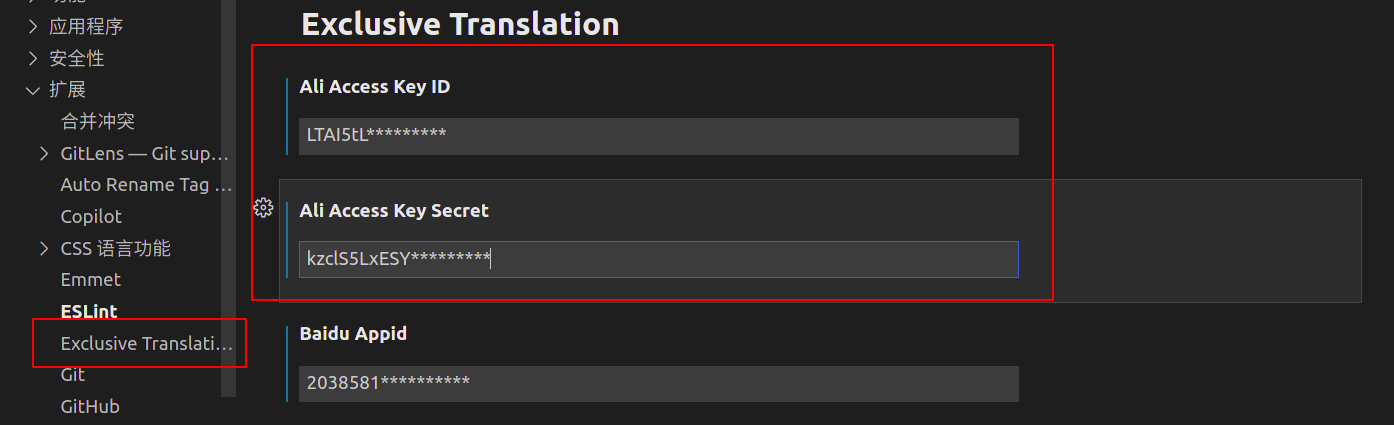 应用程序
安全性
扩展
合并冲突
GitLens — Git sup...
Auto Rename Tag ...
Copilot
CSS 语言功能
Emmet
ESLint
Exclusive Translati...
Git
GitHub
Exclusive Translation
Ali Access Key ID
LTAI5tL*********
Ali Access Key Secret
kzclS5LxESY*********
Baidu Appid
2038581**********